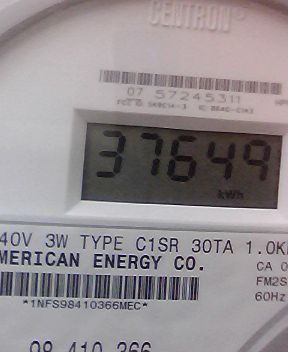 CENTRON®
07 57245311
37649
kWh
40V 3W TYPE C1SR 30TA 1.0K
MERICAN ENERGY CO.
CA 0
FM2S
*1NFS98410366MEC*
60Hz
98 410 366